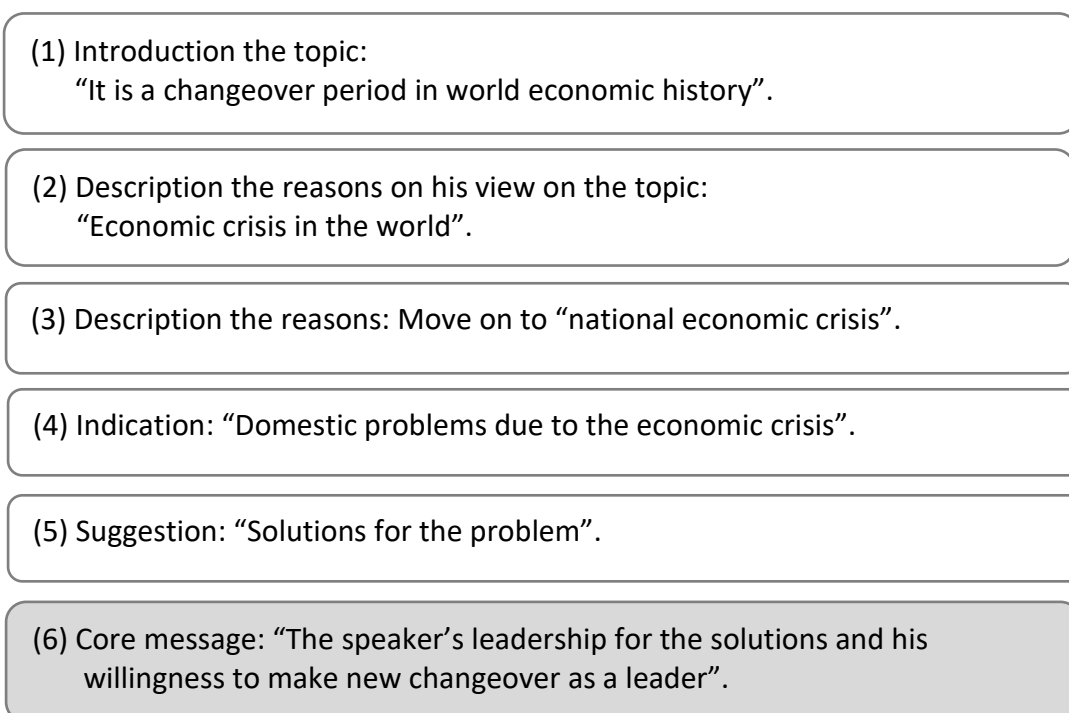 (1) Introduction the topic:
“It is a changeover period in world economic history”.
(2) Description the reasons on his view on the topic:
“Economic crisis in the world”.
(3) Description the reasons: Move on to “national economic crisis”.
(4) Indication: “Domestic problems due to the economic crisis”.
(5) Suggestion: “Solutions for the problem”.
(6) Core message: “The speaker’s leadership for the solutions and his
willingness to make new changeover as a leader”.